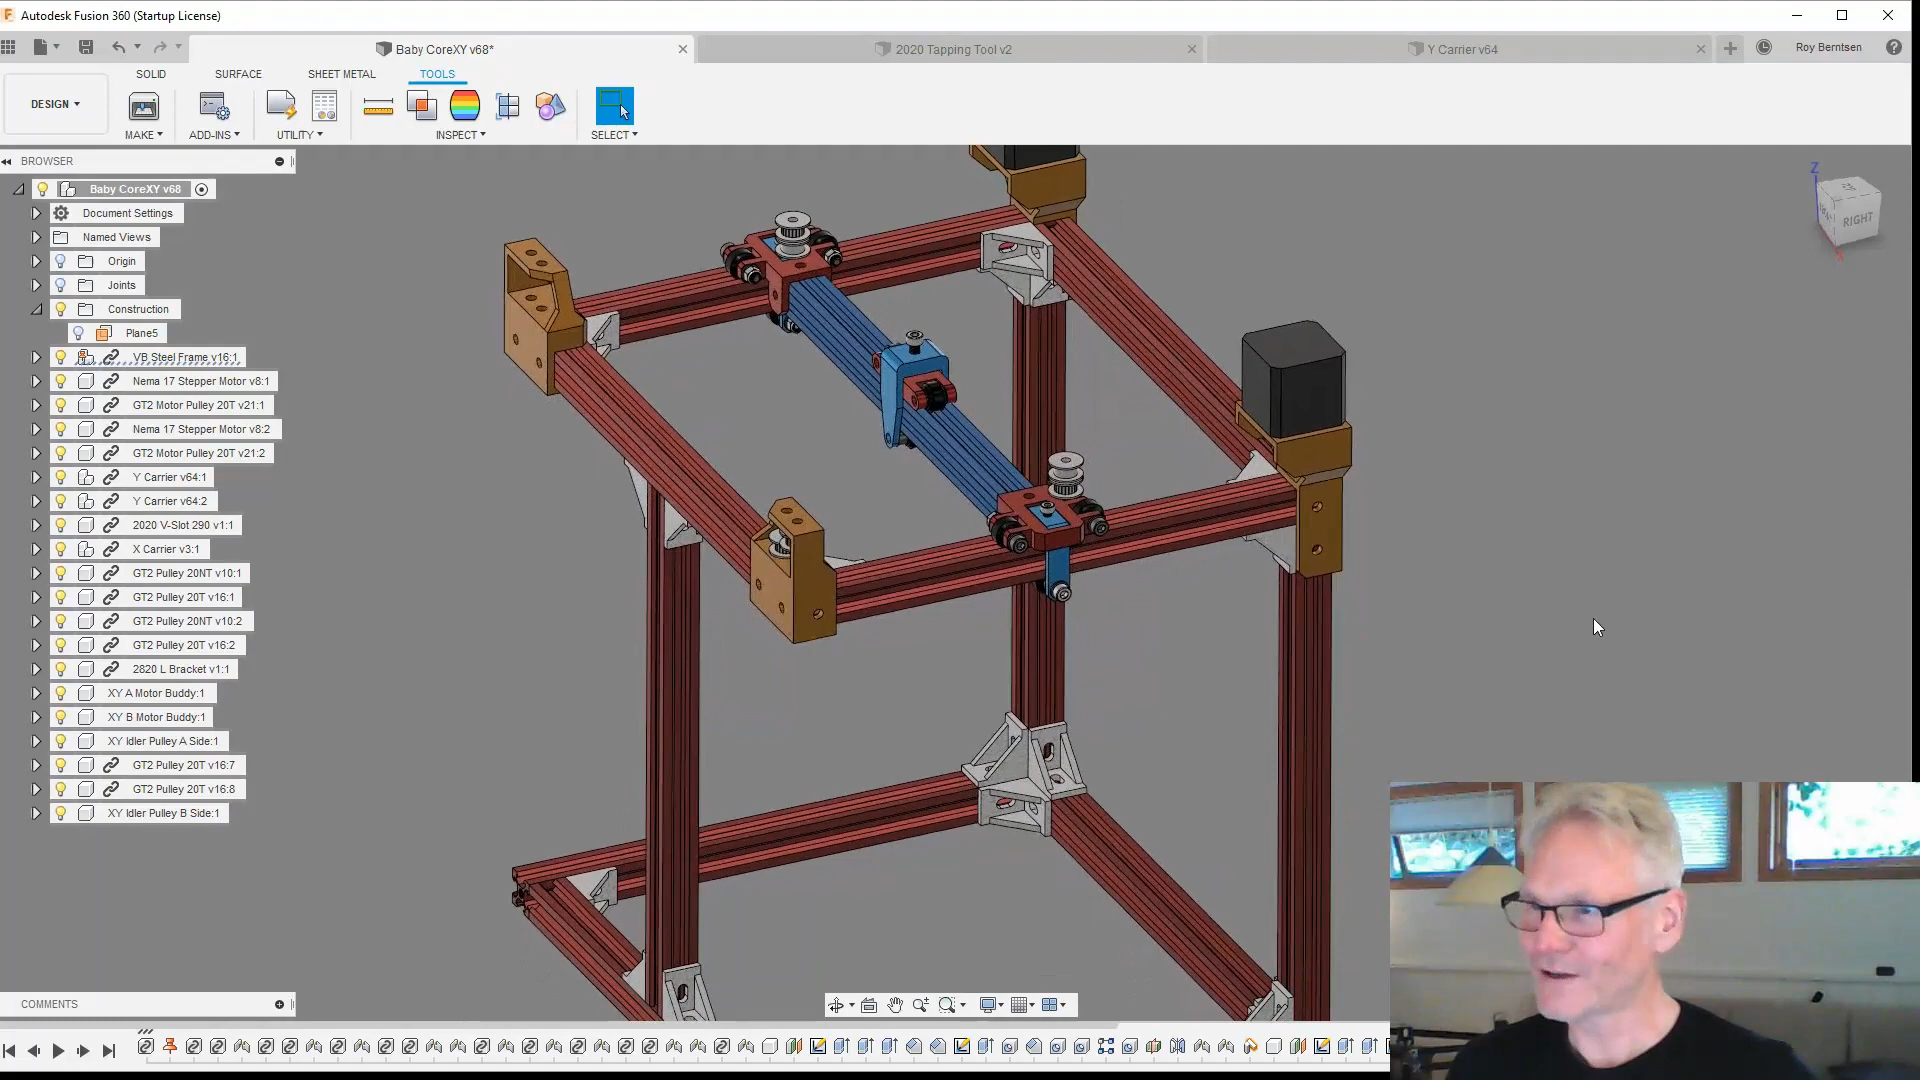 Autodesk Fusion 360 (Startup License)
Baby CoreXY v68*
2020 Tapping Tool v2
Y Carrier v64
Roy Berntsen
DESIGN
SOLID
SURFACE
SHEET METAL
TOOLS
MAKE
ADD-INS
UTILITY
INSPECT
SELECT
BROWSER
Baby CoreXY v68
Document Settings
Named Views
Origin
Joints
Construction
Plane5
VB Steel Frame v16:1
Nema 17 Stepper Motor v8:1
GT2 Motor Pulley 20T v21:1
Nema 17 Stepper Motor v8:2
GT2 Motor Pulley 20T v21:2
Y Carrier v64:1
Y Carrier v64:2
2020 V-Slot 290 v1:1
X Carrier v3:1
GT2 Pulley 20NT v10:1
GT2 Pulley 20T v16:1
GT2 Pulley 20NT v10:2
GT2 Pulley 20T v16:2
2820 L Bracket v1:1
XY A Motor Buddy:1
XY B Motor Buddy:1
XY Idler Pulley A Side:1
GT2 Pulley 20T v16:7
GT2 Pulley 20T v16:8
XY Idler Pulley B Side:1
Z
RIGHT
X
COMMENTS